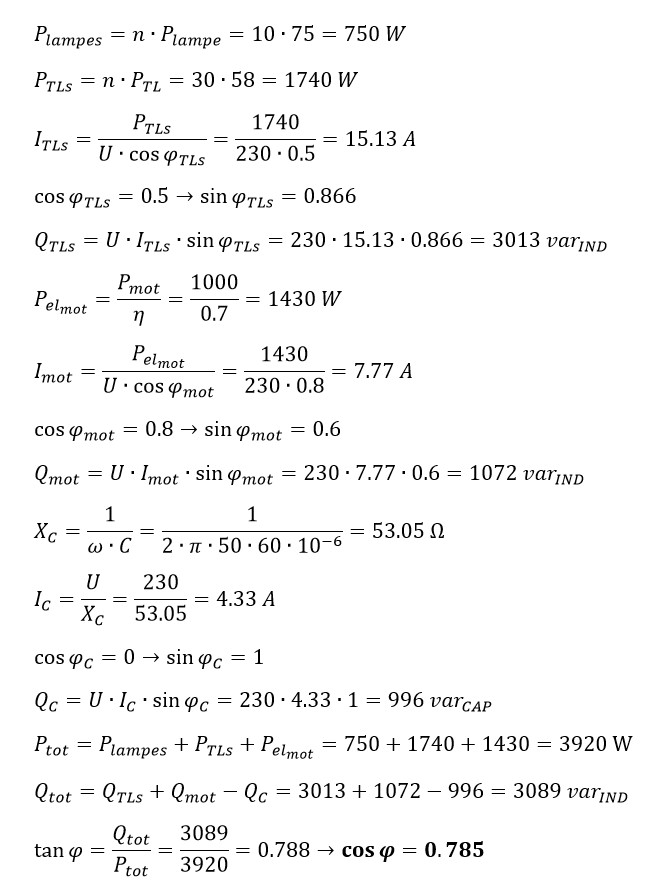 P_lampes = n · P_lampe = 10 · 75 = 750 W
P_TLs = n · P_TL = 30 · 58 = 1740 W
I_TLs = P_TLs / (U · cos φ_TLs) = 1740 / (230 · 0.5) = 15.13 A
cos φ_TLs = 0.5 → sin φ_TLs = 0.866
Q_TLs = U · I_TLs · sin φ_TLs = 230 · 15.13 · 0.866 = 3013 var_IND
P_el_mot = P_mot / η = 1000 / 0.7 = 1430 W
I_mot = P_el_mot / (U · cos φ_mot) = 1430 / (230 · 0.8) = 7.77 A
cos φ_mot = 0.8 → sin φ_mot = 0.6
Q_mot = U · I_mot · sin φ_mot = 230 · 7.77 · 0.6 = 1072 var_IND
X_C = 1 / (ω · C) = 1 / (2 · π · 50 · 60 · 10^−6) = 53.05 Ω
I_C = U / X_C = 230 / 53.05 = 4.33 A
cos φ_C = 0 → sin φ_C = 1
Q_C = U · I_C · sin φ_C = 230 · 4.33 · 1 = 996 var_CAP
P_tot = P_lampes + P_TLs + P_el_mot = 750 + 1740 + 1430 = 3920 W
Q_tot = Q_TLs + Q_mot − Q_C = 3013 + 1072 − 996 = 3089 var_IND
tan φ = Q_tot / P_tot = 3089 / 3920 = 0.788 → cos φ = 0.785